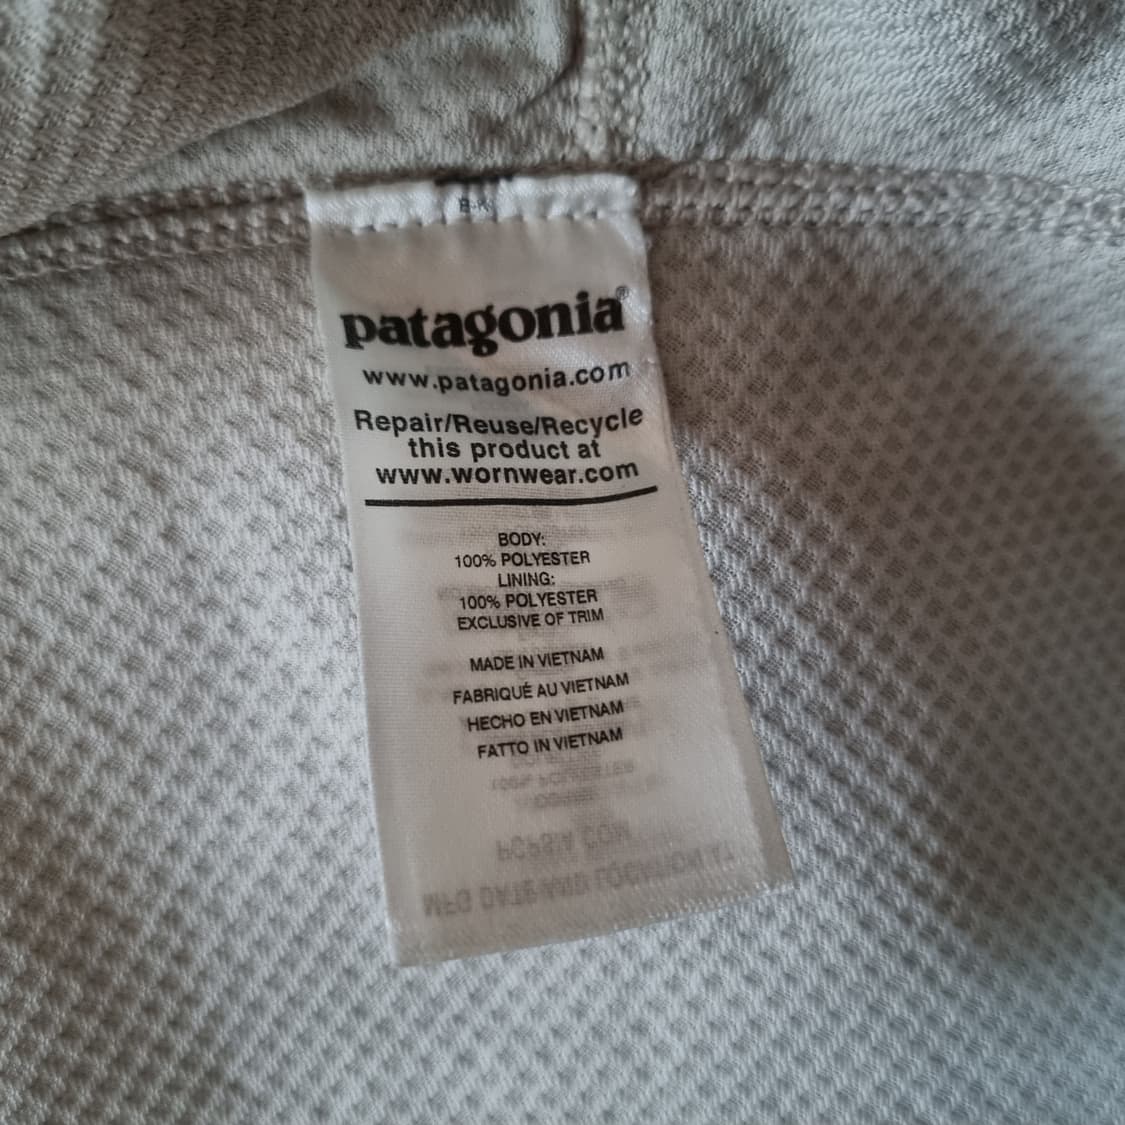 patagonia®
www.patagonia.com
Repair/Reuse/Recycle
this product at
www.wornwear.com
BODY:
100% POLYESTER
LINING:
100% POLYESTER
EXCLUSIVE OF TRIM
MADE IN VIETNAM
FABRIQUÉ AU VIETNAM
HECHO EN VIETNAM
FATTO IN VIETNAM